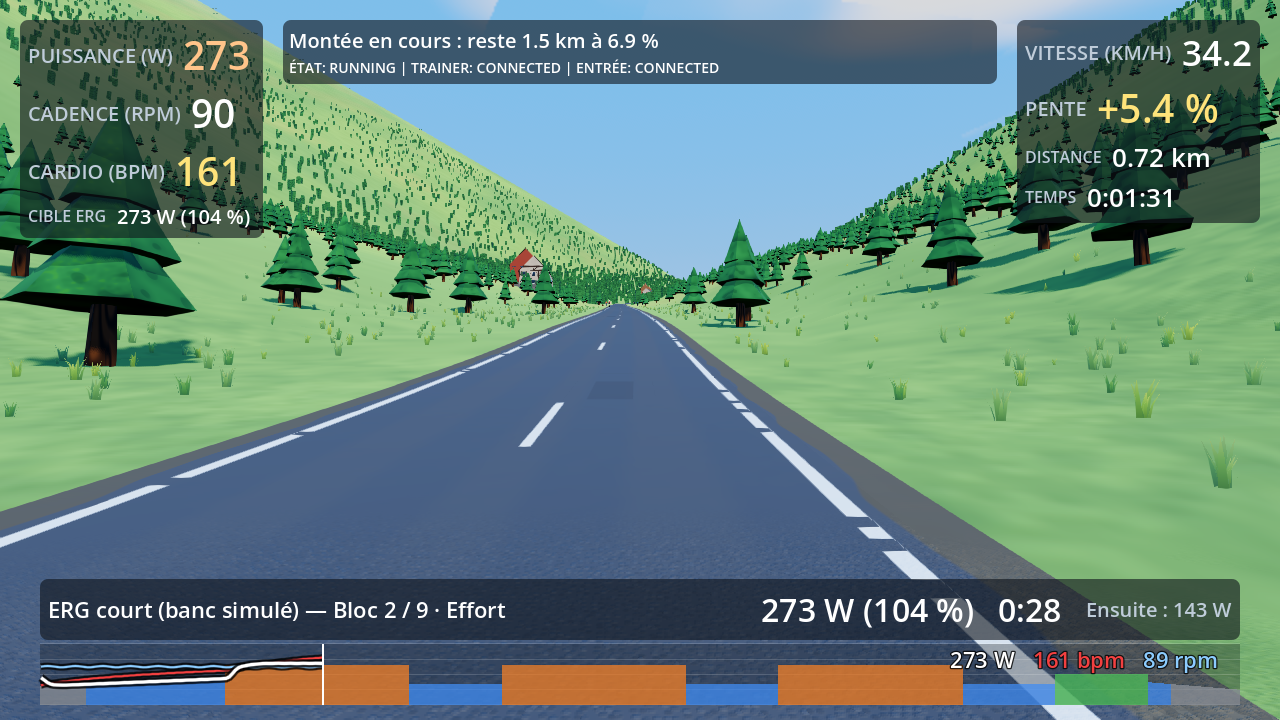 PUISSANCE (W) 273
CADENCE (RPM) 90
CARDIO (BPM) 161
CIBLE ERG 273 W (104 %)
Montée en cours : reste 1.5 km à 6.9 %
ÉTAT: RUNNING | TRAINER: CONNECTED | ENTRÉE: CONNECTED
VITESSE (KM/H) 34.2
PENTE +5.4 %
DISTANCE 0.72 km
TEMPS 0:01:31
ERG court (banc simulé) — Bloc 2 / 9 · Effort 273 W (104 %) 0:28 Ensuite : 143 W
273 W 161 bpm 89 rpm